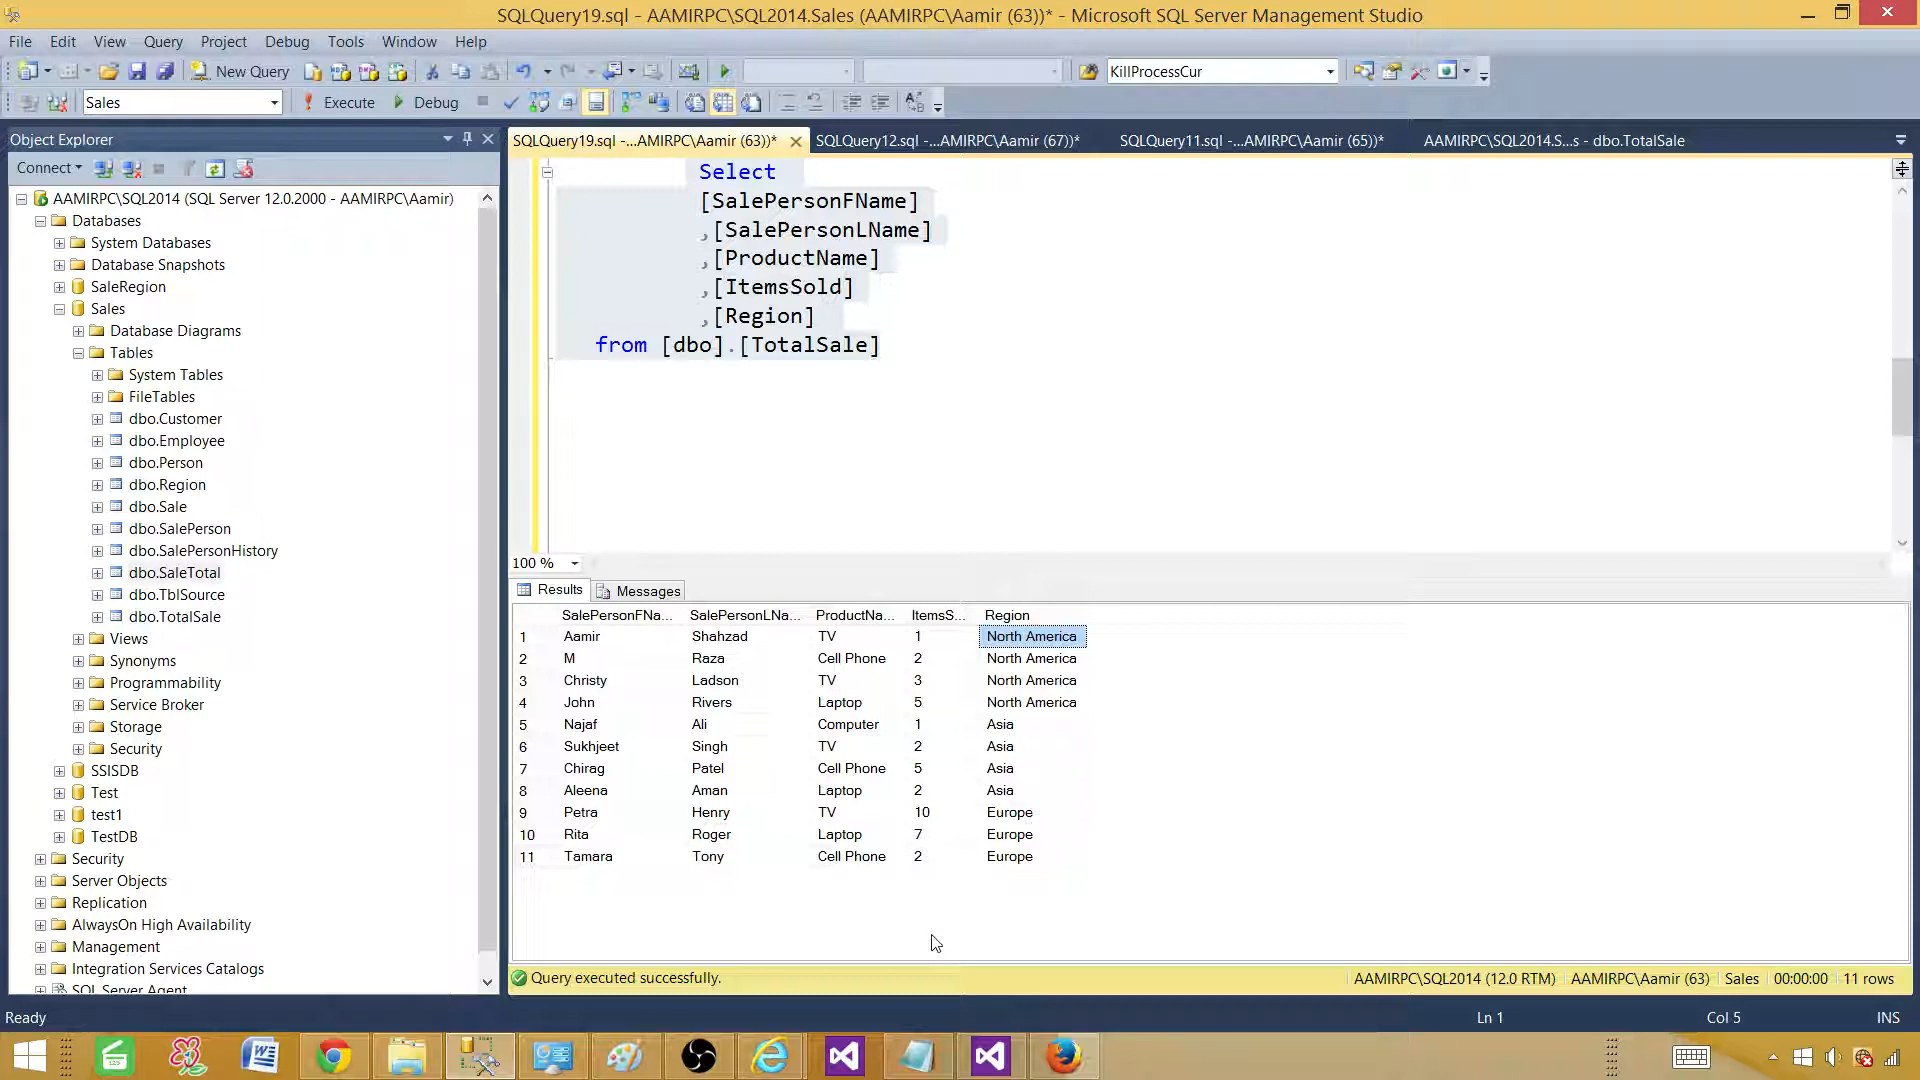 SQLQuery19.sql - AAMIRPC\SQL2014.Sales (AAMIRPC\Aamir (63))* - Microsoft SQL Server Management Studio
File Edit View Query Project Debug Tools Window Help
New Query KillProcessCur
Sales Execute Debug
Object Explorer
SQLQuery19.sql -...AMIRPC\Aamir (63))* SQLQuery12.sql -...AMIRPC\Aamir (67))* SQLQuery11.sql -...AMIRPC\Aamir (65))* AAMIRPC\SQL2014.S...s - dbo.TotalSale
Connect
AAMIRPC\SQL2014 (SQL Server 12.0.2000 - AAMIRPC\Aamir)
Databases
System Databases
Database Snapshots
SaleRegion
Sales
Database Diagrams
Tables
System Tables
FileTables
dbo.Customer
dbo.Employee
dbo.Person
dbo.Region
dbo.Sale
dbo.SalePerson
dbo.SalePersonHistory
dbo.SaleTotal
dbo.TblSource
dbo.TotalSale
Views
Synonyms
Programmability
Service Broker
Storage
Security
SSISDB
Test
test1
TestDB
Security
Server Objects
Replication
AlwaysOn High Availability
Management
Integration Services Catalogs
SQL Server Agent
Select
[SalePersonFName]
,[SalePersonLName]
,[ProductName]
,[ItemsSold]
,[Region]
from [dbo].[TotalSale]
100 %
Results Messages
SalePersonFNa... SalePersonLNa... ProductNa... ItemsS... Region
1 Aamir Shahzad TV 1 North America
2 M Raza Cell Phone 2 North America
3 Christy Ladson TV 3 North America
4 John Rivers Laptop 5 North America
5 Najaf Ali Computer 1 Asia
6 Sukhjeet Singh TV 2 Asia
7 Chirag Patel Cell Phone 5 Asia
8 Aleena Aman Laptop 2 Asia
9 Petra Henry TV 10 Europe
10 Rita Roger Laptop 7 Europe
11 Tamara Tony Cell Phone 2 Europe
Query executed successfully. AAMIRPC\SQL2014 (12.0 RTM) AAMIRPC\Aamir (63) Sales 00:00:00 11 rows
Ready Ln 1 Col 5 INS